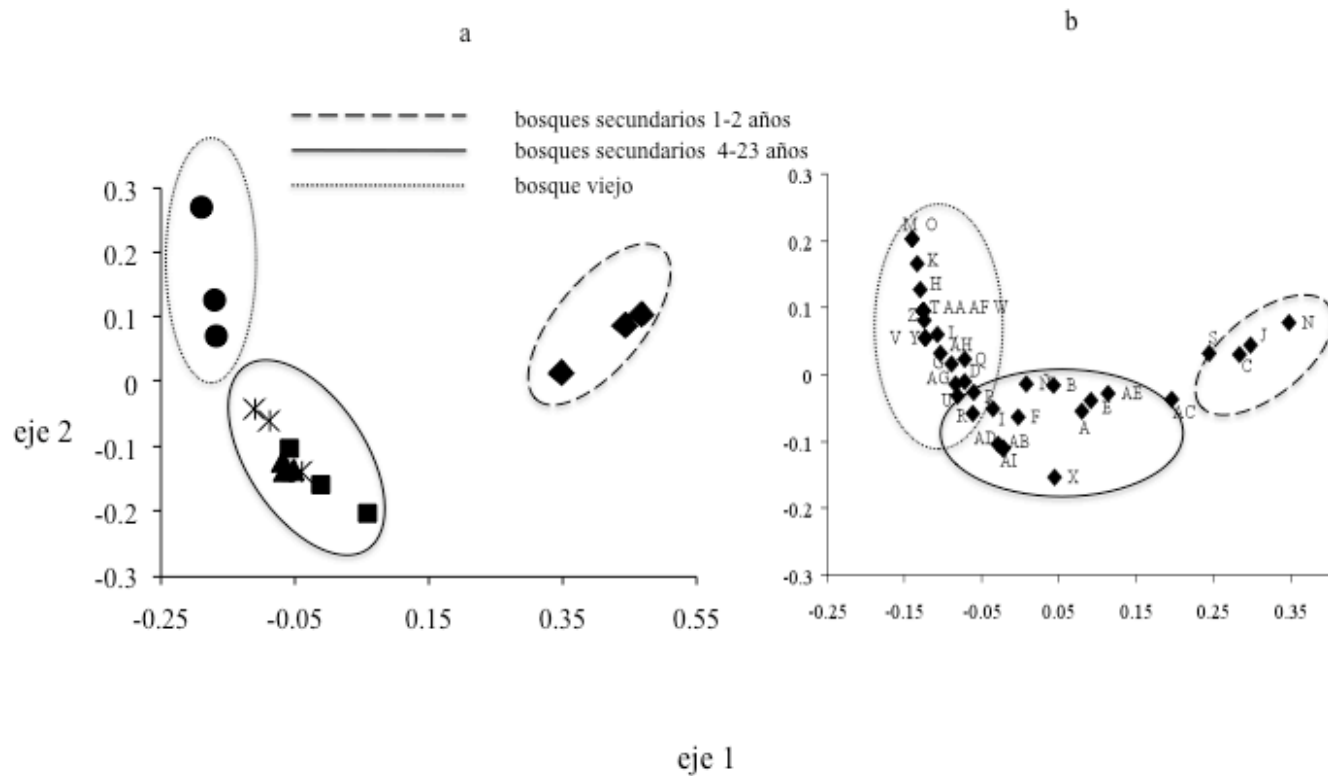 a
b
bosques secundarios 1-2 años
bosques secundarios 4-23 años
bosque viejo
0.3
0.2
0.1
0
-0.1
-0.2
-0.3
eje 2
-0.25
-0.05
0.15
0.35
0.55
0.3
0.2
0.1
0
-0.1
-0.2
-0.3
M O
K
H
T AA AF W
Z
V Y
L
AH
G
Q
D
AG
U
P
R
I
F
AD
AB
AI
X
Ñ
B
A
E
AE
AC
S
C
J
N
-0.25
-0.15
-0.05
0.05
0.15
0.25
0.35
eje 1